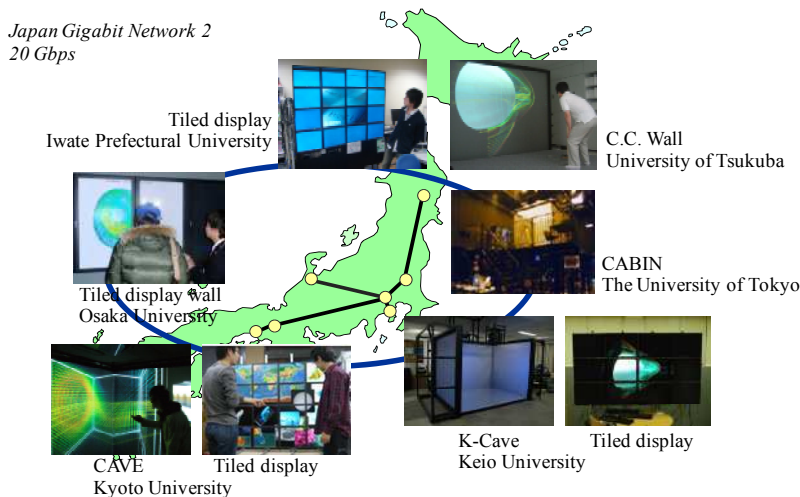 Japan Gigabit Network 2
20 Gbps
Tiled display
Iwate Prefectural University
C.C. Wall
University of Tsukuba
Tiled display wall
Osaka University
CABIN
The University of Tokyo
CAVE
Kyoto University
Tiled display
K-Cave
Keio University
Tiled display